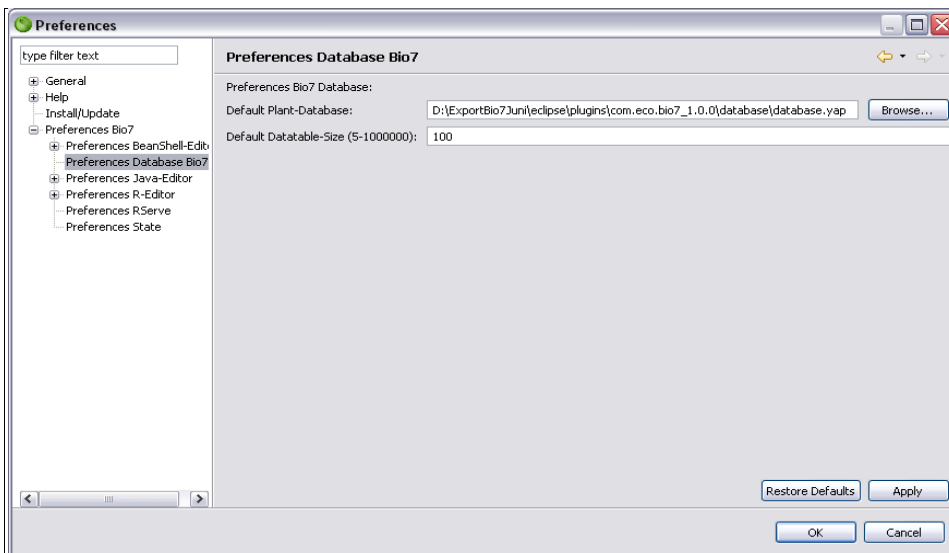 Preferences
type filter text
General
Help
Install/Update
Preferences Bio7
Preferences BeanShell-Edito
Preferences Database Bio7
Preferences Java-Editor
Preferences R-Editor
Preferences RServe
Preferences State
Preferences Database Bio7
Preferences Bio7 Database:
Default Plant-Database: D:\ExportBio7Juni\eclipse\plugins\com.eco.bio7_1.0.0\database\database.yap Browse...
Default Datatable-Size (5-1000000): 100
Restore Defaults Apply
OK Cancel